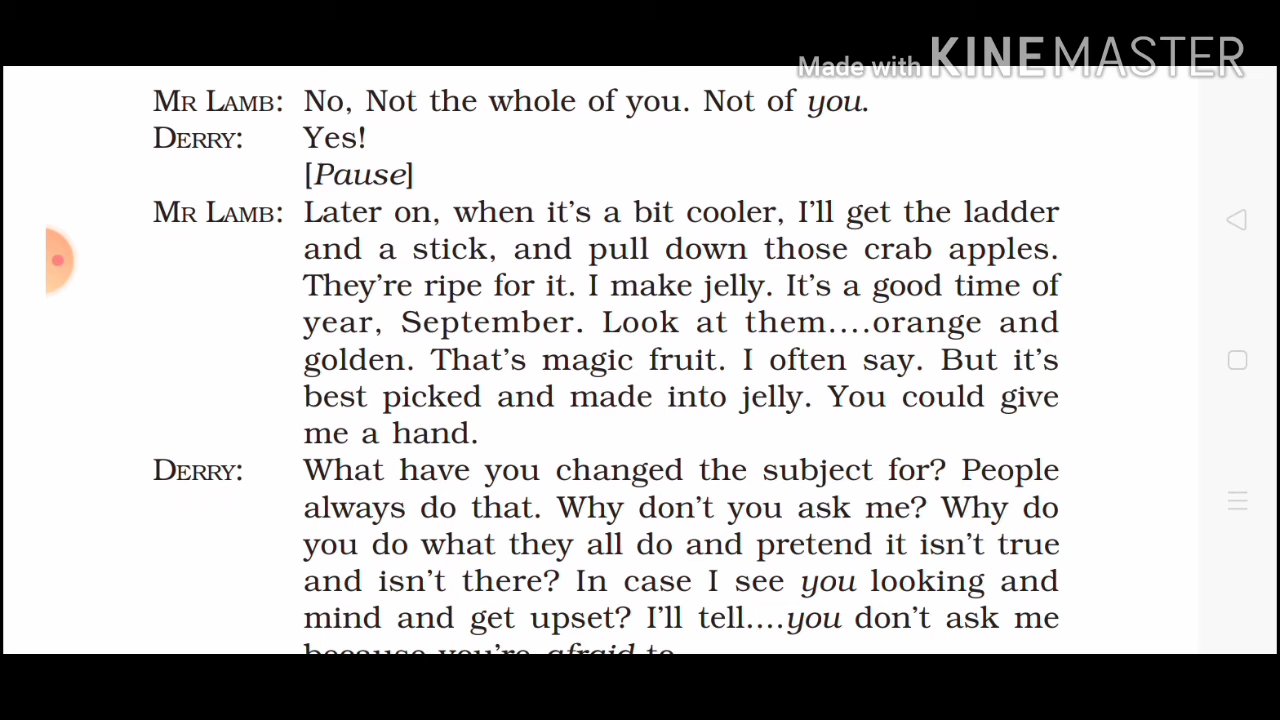 Made with KINEMASTER
MR LAMB: No, Not the whole of you. Not of you.
DERRY: Yes!
[Pause]
MR LAMB: Later on, when it's a bit cooler, I'll get the ladder
and a stick, and pull down those crab apples.
They're ripe for it. I make jelly. It's a good time of
year, September. Look at them....orange and
golden. That's magic fruit. I often say. But it's
best picked and made into jelly. You could give
me a hand.
DERRY: What have you changed the subject for? People
always do that. Why don't you ask me? Why do
you do what they all do and pretend it isn't true
and isn't there? In case I see you looking and
mind and get upset? I'll tell....you don't ask me
because you're afraid to